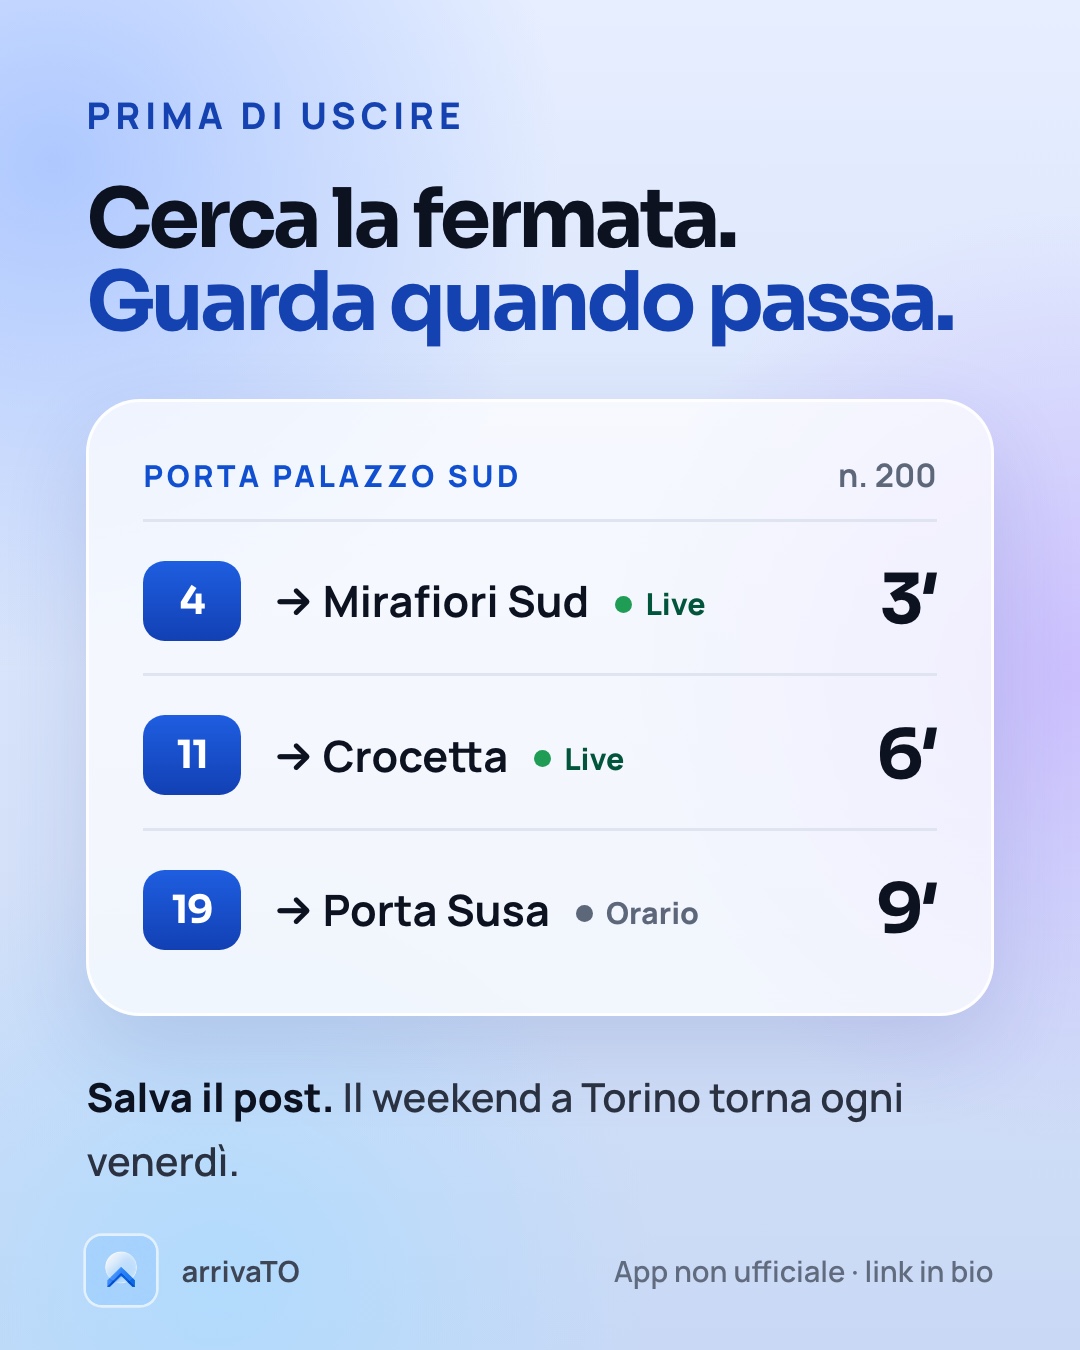 PRIMA DI USCIRE
Cerca la fermata.
Guarda quando passa.
PORTA PALAZZO SUD n. 200
4 → Mirafiori Sud ● Live 3′
11 → Crocetta ● Live 6′
19 → Porta Susa ● Orario 9′
Salva il post. Il weekend a Torino torna ogni
venerdì.
arrivaTO App non ufficiale · link in bio